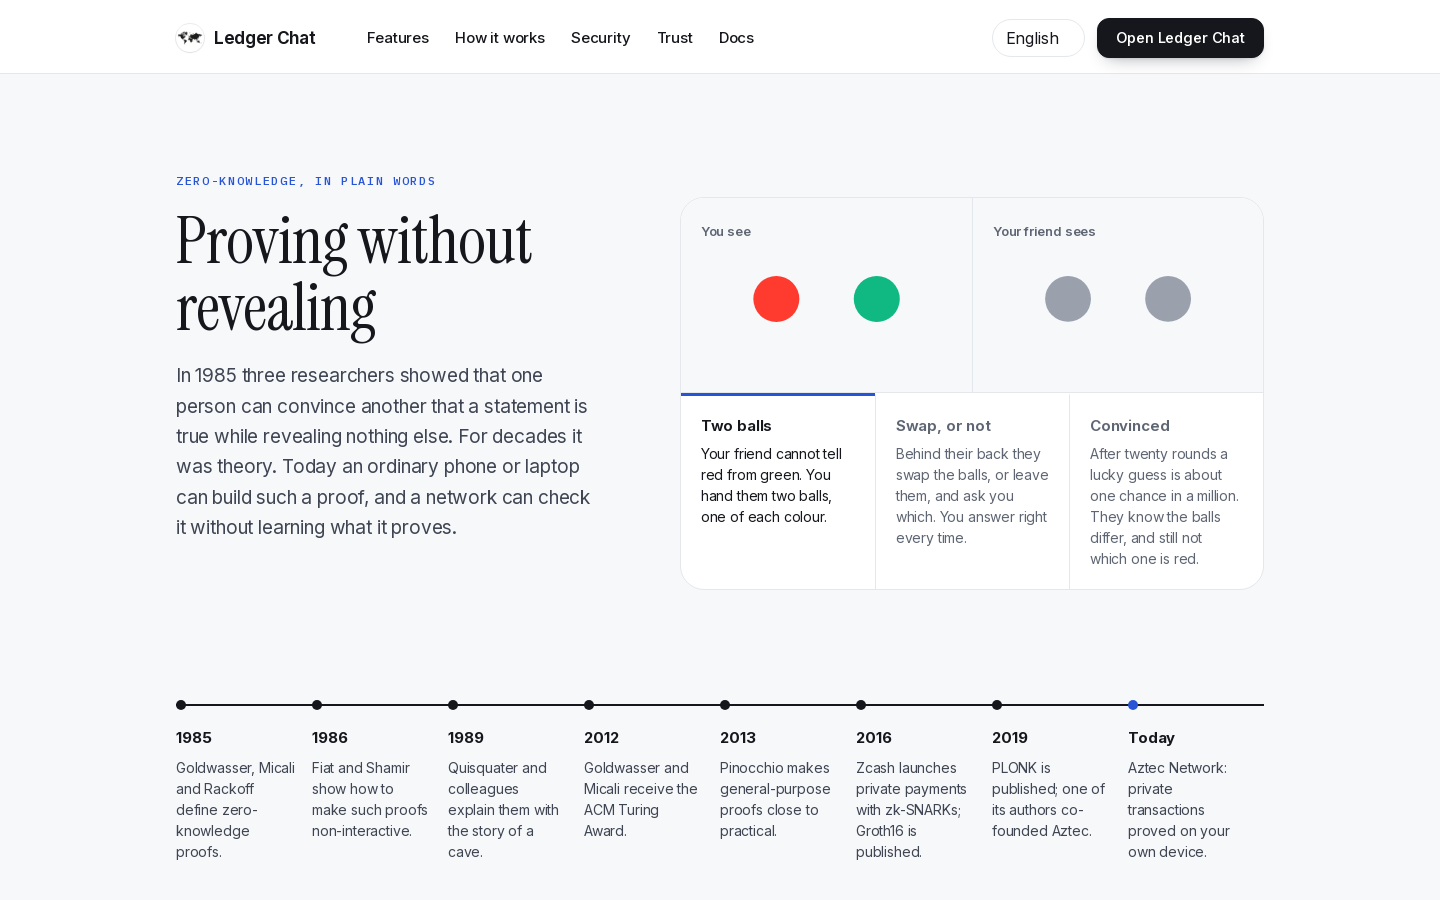 Ledger Chat
Features
How it works
Security
Trust
Docs
English
Open Ledger Chat
ZERO-KNOWLEDGE, IN PLAIN WORDS
Proving without
revealing
In 1985 three researchers showed that one
person can convince another that a statement is
true while revealing nothing else. For decades it
was theory. Today an ordinary phone or laptop
can build such a proof, and a network can check
it without learning what it proves.
You see
Your friend sees
Two balls
Your friend cannot tell
red from green. You
hand them two balls,
one of each colour.
Swap, or not
Behind their back they
swap the balls, or leave
them, and ask you
which. You answer right
every time.
Convinced
After twenty rounds a
lucky guess is about
one chance in a million.
They know the balls
differ, and still not
which one is red.
1985
Goldwasser, Micali
and Rackoff
define zero-
knowledge
proofs.
1986
Fiat and Shamir
show how to
make such proofs
non-interactive.
1989
Quisquater and
colleagues
explain them with
the story of a
cave.
2012
Goldwasser and
Micali receive the
ACM Turing
Award.
2013
Pinocchio makes
general-purpose
proofs close to
practical.
2016
Zcash launches
private payments
with zk-SNARKs;
Groth16 is
published.
2019
PLONK is
published; one of
its authors co-
founded Aztec.
Today
Aztec Network:
private
transactions
proved on your
own device.